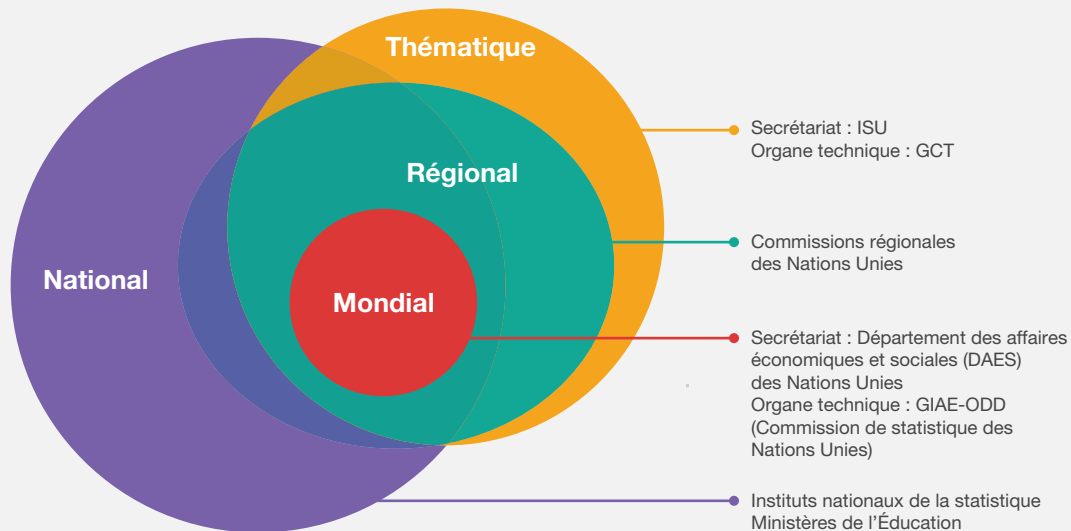 Thématique
Régional
National
Mondial
Secrétariat : ISU
Organe technique : GCT
Commissions régionales
des Nations Unies
Secrétariat : Département des affaires
économiques et sociales (DAES)
des Nations Unies
Organe technique : GIAE-ODD
(Commission de statistique des
Nations Unies)
Instituts nationaux de la statistique
Ministères de l’Éducation